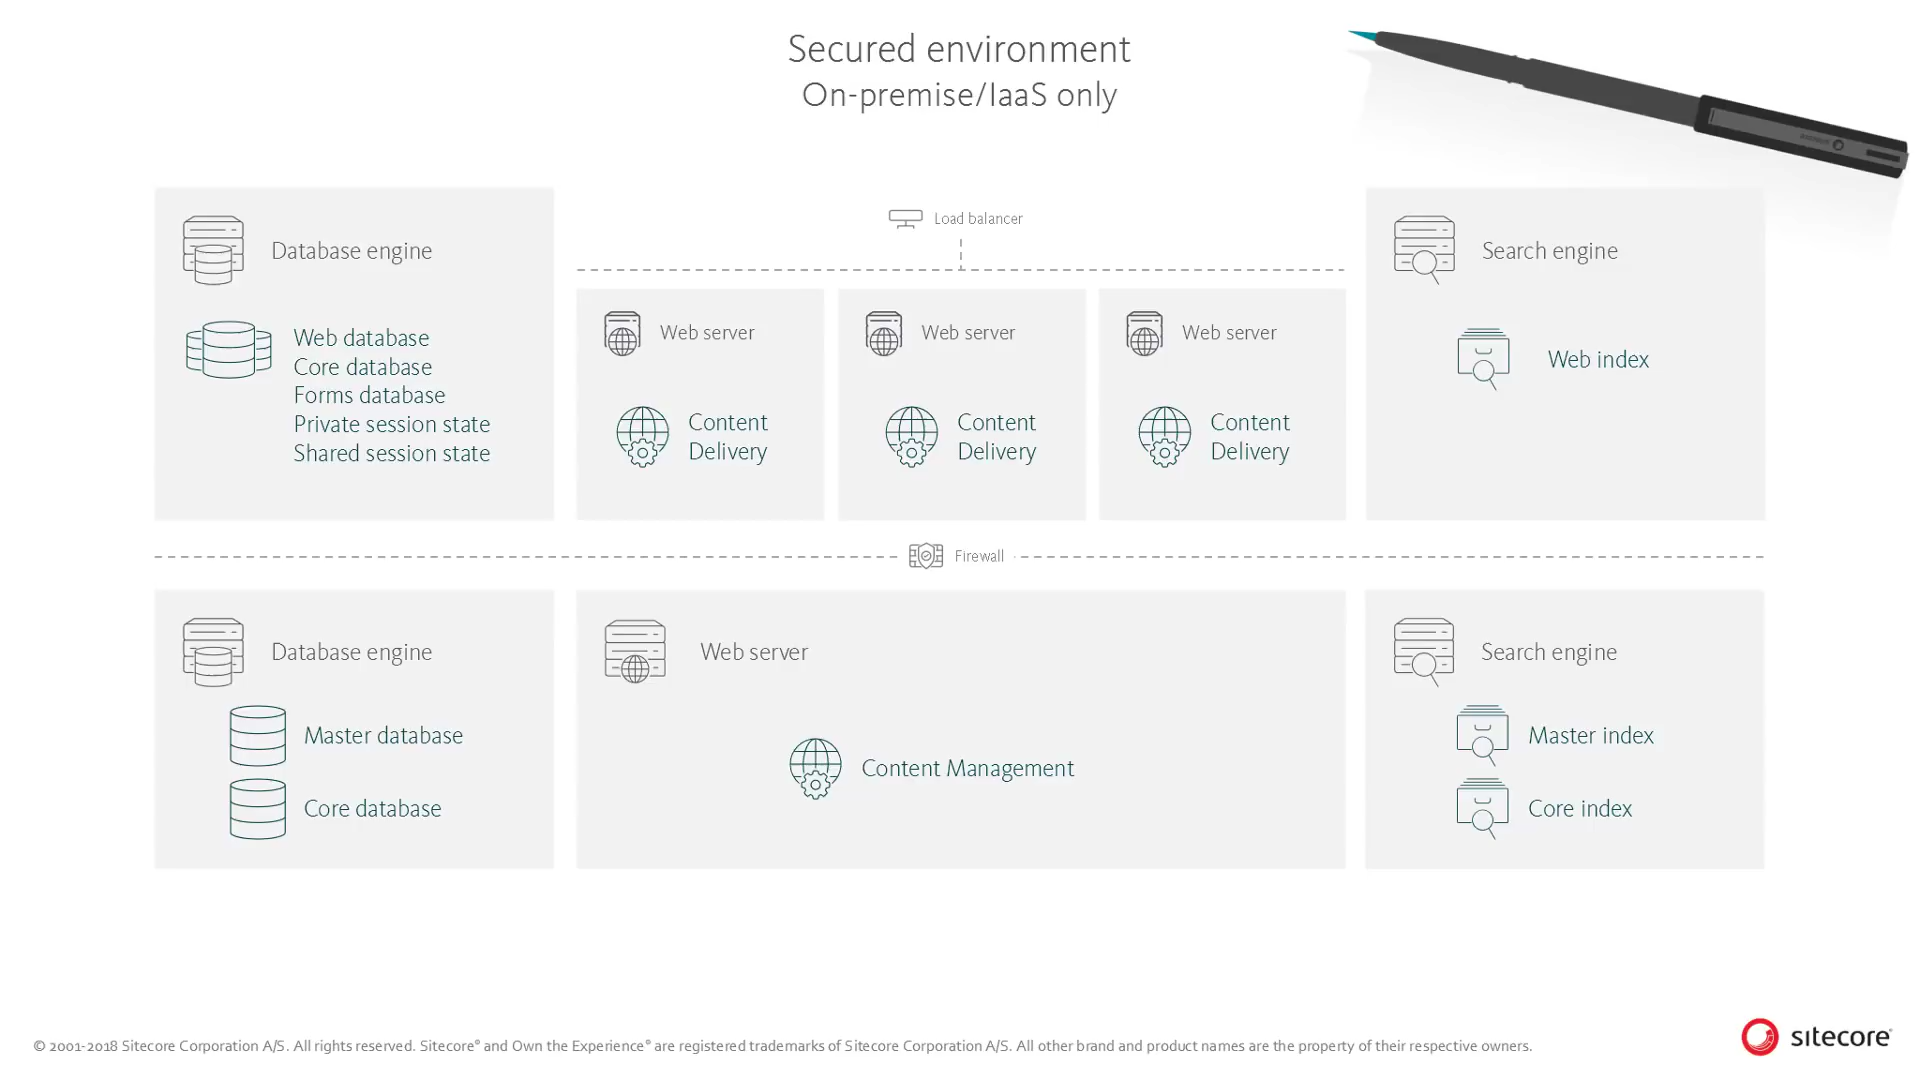 Secured environment
On-premise/IaaS only
Database engine
Web database
Core database
Forms database
Private session state
Shared session state
Load balancer
Web server
Content
Delivery
Web server
Content
Delivery
Web server
Content
Delivery
Search engine
Web index
Firewall
Database engine
Master database
Core database
Web server
Content Management
Search engine
Master index
Core index
© 2001-2018 Sitecore Corporation A/S. All rights reserved. Sitecore® and Own the Experience® are registered trademarks of Sitecore Corporation A/S. All other brand and product names are the property of their respective owners.
sitecore®